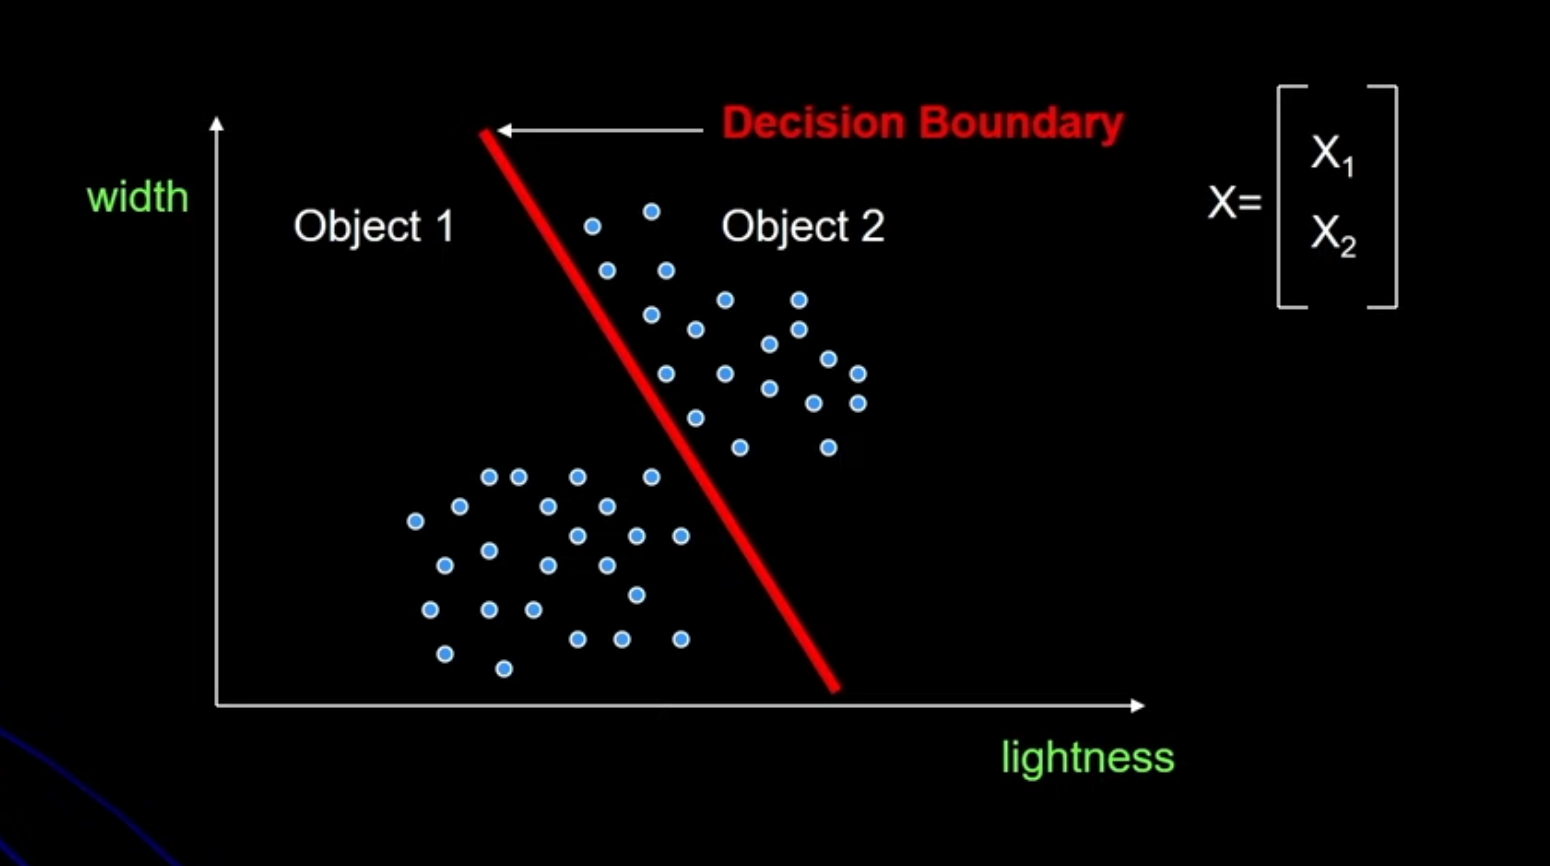 Decision Boundary
width
Object 1
Object 2
X=
X1
X2
lightness